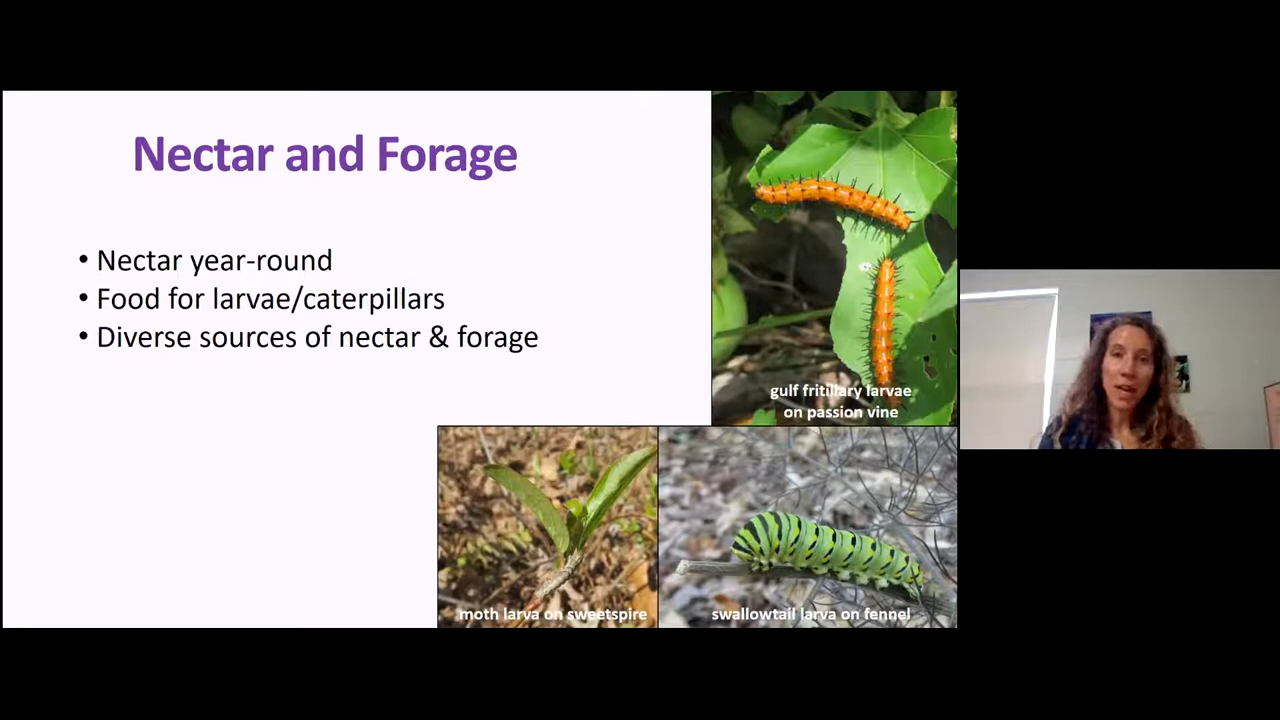 Nectar and Forage
• Nectar year-round
• Food for larvae/caterpillars
• Diverse sources of nectar & forage
gulf fritillary larvae
on passion vine
moth larva on sweetspire
swallowtail larva on fennel